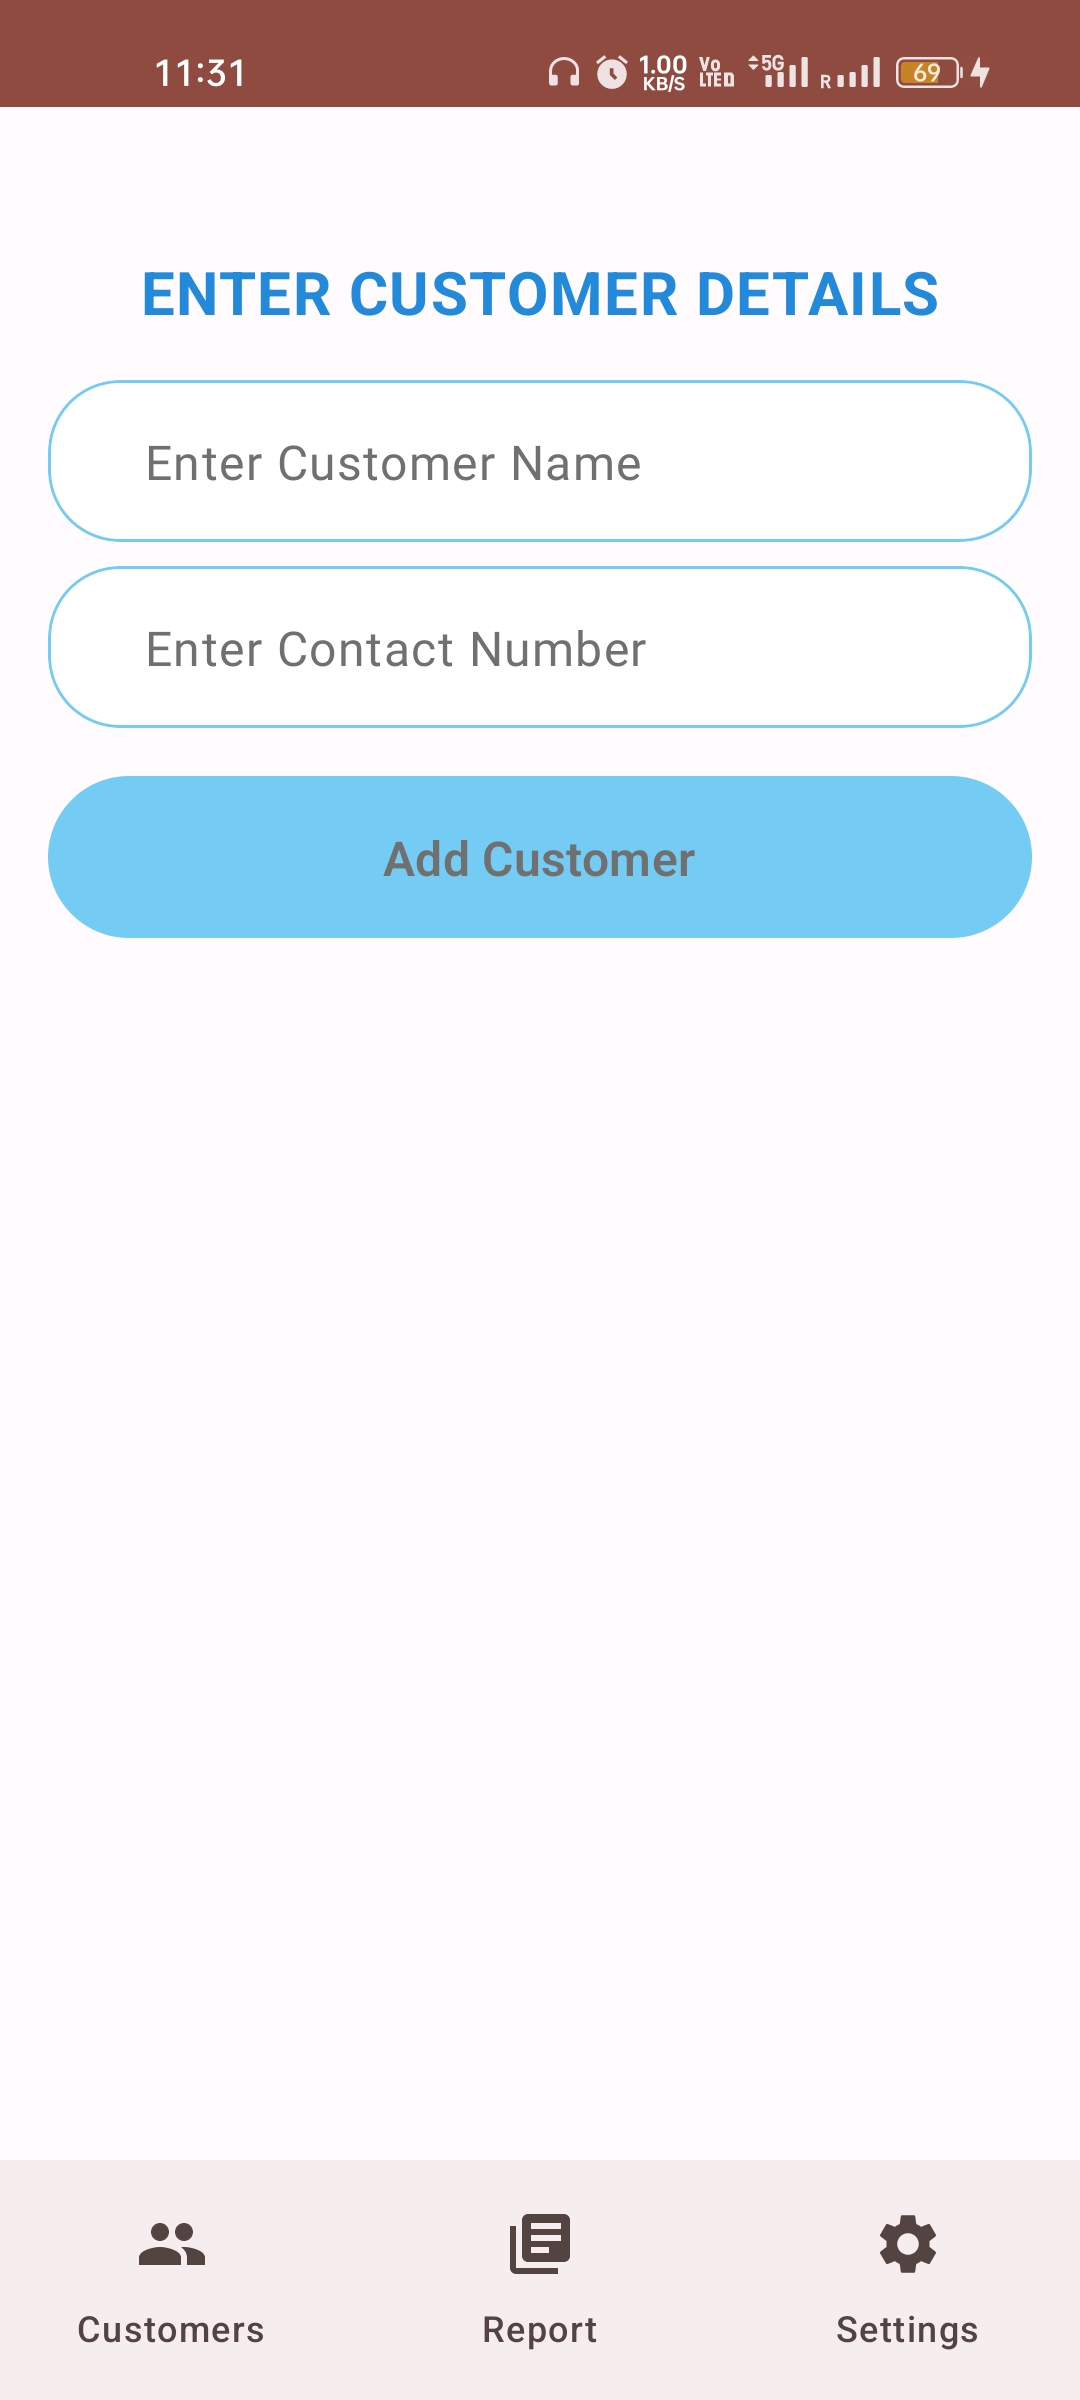 11:31
1.00 KB/S Vo LTE D 5G R 69
ENTER CUSTOMER DETAILS
Enter Customer Name
Enter Contact Number
Add Customer
Customers Report Settings